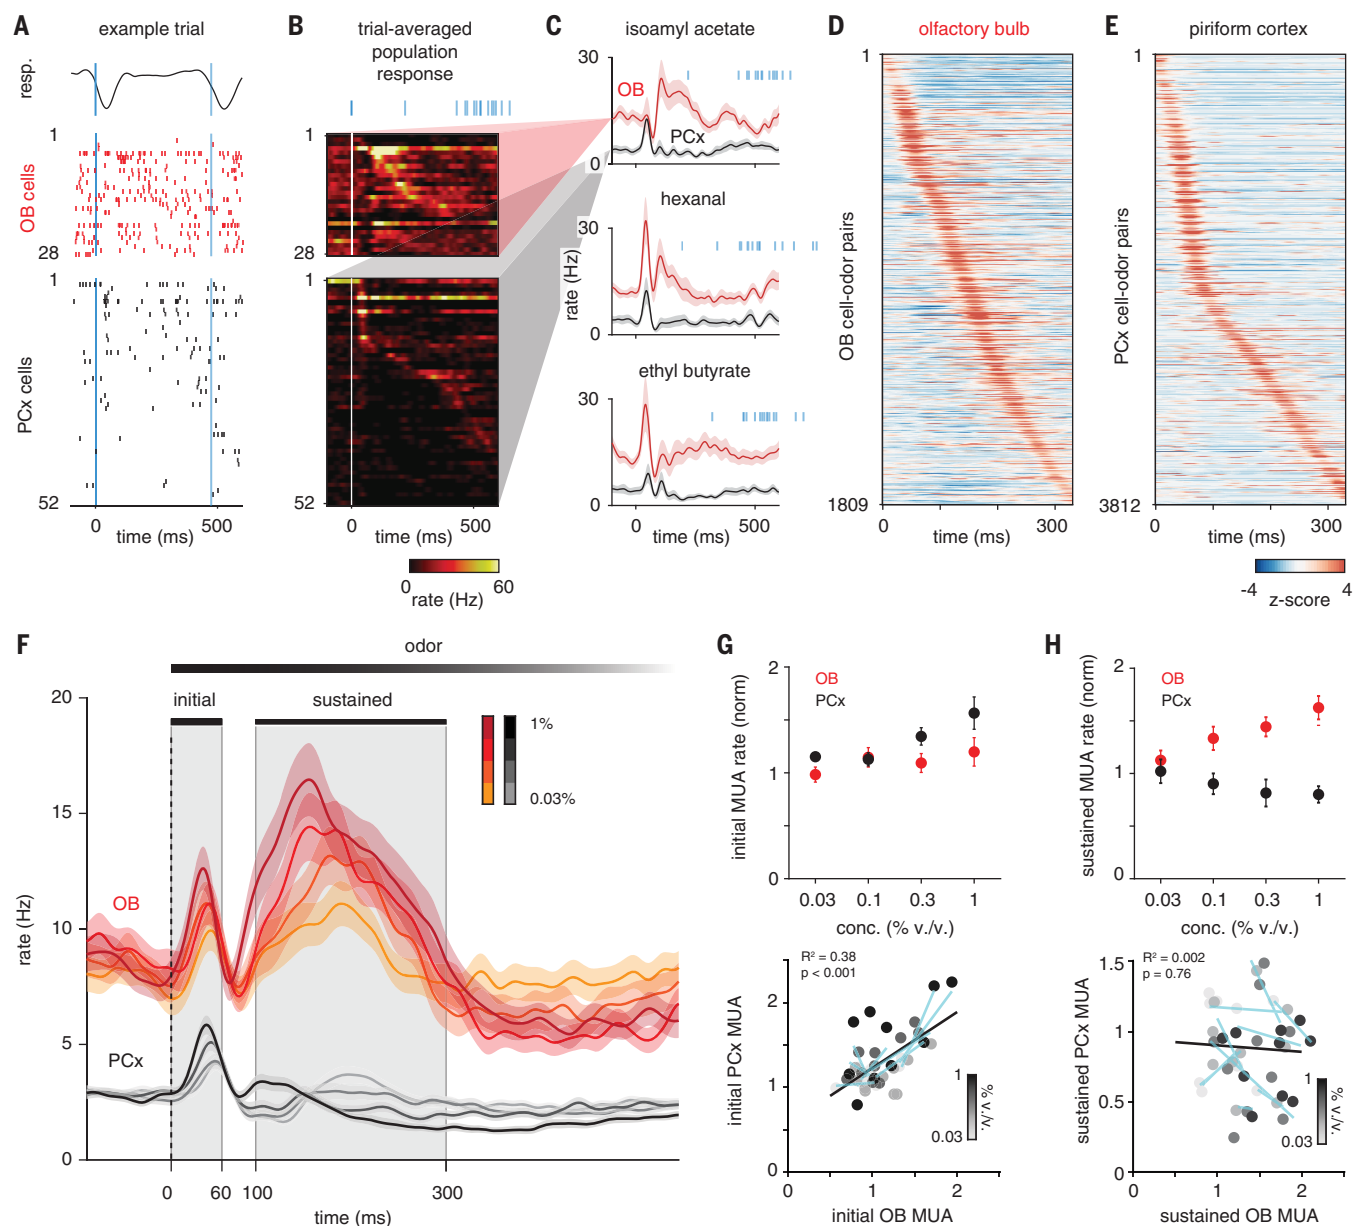 A
example trial
resp.
1
OB cells
28
1
PCx cells
52
0
500
time (ms)
B
trial-averaged
population
response
1
28
1
52
0
500
time (ms)
0
60
rate (Hz)
C
isoamyl acetate
30
OB
PCx
0
hexanal
30
rate (Hz)
0
ethyl butyrate
30
0
0
500
time (ms)
D
olfactory bulb
1
OB cell-odor pairs
1809
0
300
time (ms)
E
piriform cortex
1
PCx cell-odor pairs
3812
0
300
time (ms)
-4
4
z-score
F
odor
20
initial
sustained
1%
0.03%
15
OB
10
rate (Hz)
5
PCx
0
0
60
100
300
time (ms)
G
2
OB
PCx
initial MUA rate (norm)
1
0
0.03
0.1
0.3
1
conc. (% v./v.)
R² = 0.38
p < 0.001
2
initial PCx MUA
1
1
% v./v.
0.03
0
0
1
2
initial OB MUA
H
2
OB
PCx
sustained MUA rate (norm)
1
0
0.03
0.1
0.3
1
conc. (% v./v.)
1.5
R² = 0.002
p = 0.76
sustained PCx MUA
1
0.5
1
% v./v.
0.03
0
0
1
2
sustained OB MUA